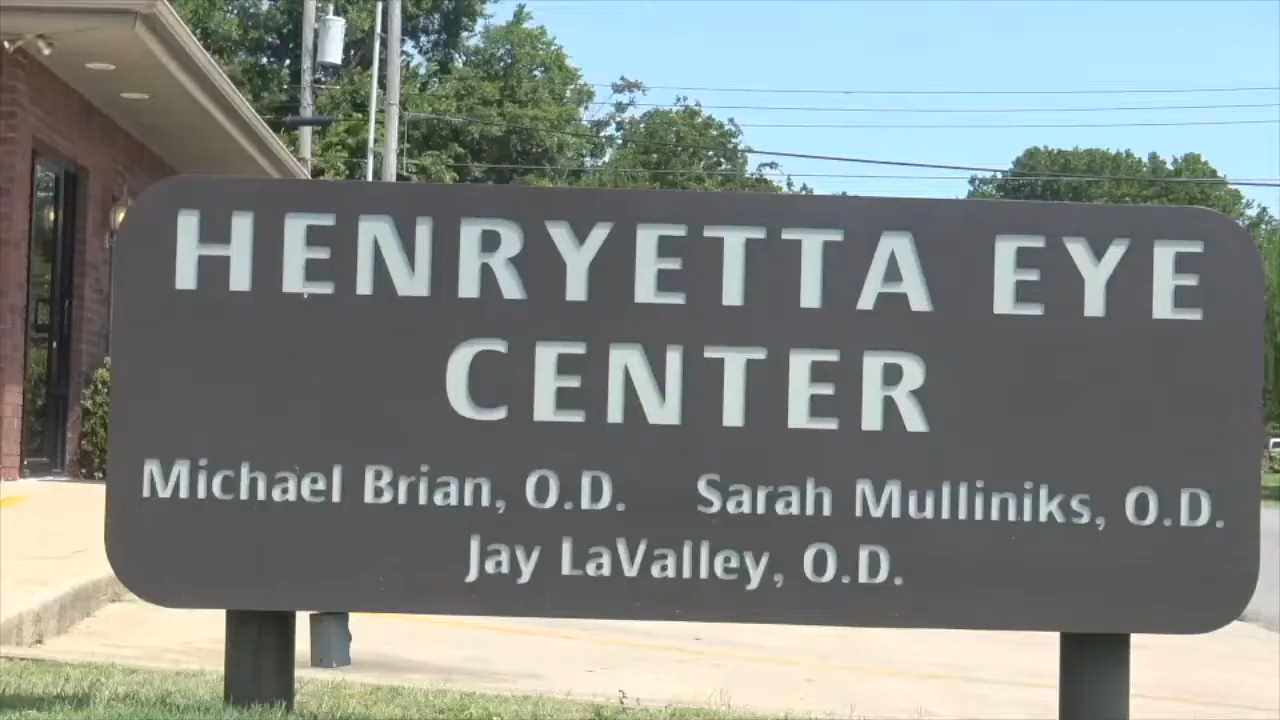 HENRYETTA EYE
CENTER
Michael Brian, O.D. Sarah Mulliniks, O.D.
Jay LaValley, O.D.